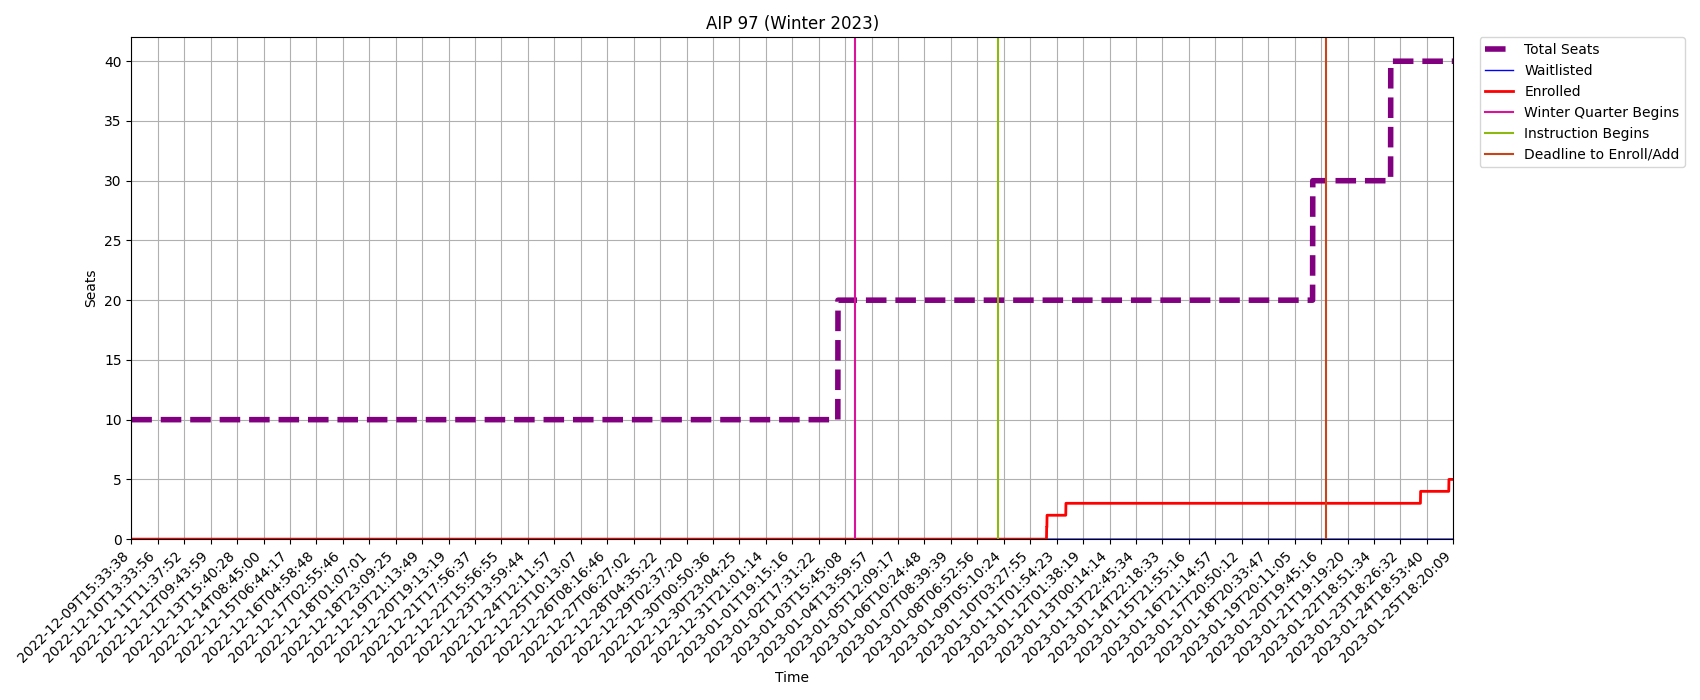 AIP 97 (Winter 2023)
Total Seats
Waitlisted
Enrolled
Winter Quarter Begins
Instruction Begins
Deadline to Enroll/Add
Seats
40
35
30
25
20
15
10
5
0
2022-12-09T15:33:38
2022-12-10T13:33:56
2022-12-11T11:37:52
2022-12-12T09:43:59
2022-12-13T15:40:28
2022-12-14T08:45:00
2022-12-15T06:44:17
2022-12-16T04:58:48
2022-12-17T02:55:46
2022-12-18T01:07:01
2022-12-18T23:09:25
2022-12-19T21:13:49
2022-12-20T19:13:19
2022-12-21T17:56:37
2022-12-22T15:56:55
2022-12-23T13:59:44
2022-12-24T12:11:57
2022-12-25T10:13:07
2022-12-26T08:16:46
2022-12-27T06:27:02
2022-12-28T04:35:22
2022-12-29T02:37:20
2022-12-30T00:50:36
2022-12-30T23:04:25
2022-12-31T21:01:14
2023-01-01T19:15:16
2023-01-02T17:31:22
2023-01-03T15:45:08
2023-01-04T13:59:57
2023-01-05T12:09:17
2023-01-06T10:24:48
2023-01-07T08:39:39
2023-01-08T06:52:56
2023-01-09T05:10:24
2023-01-10T03:27:55
2023-01-11T01:54:23
2023-01-12T01:38:19
2023-01-13T00:14:14
2023-01-13T22:45:34
2023-01-14T22:18:33
2023-01-15T21:55:16
2023-01-16T21:14:57
2023-01-17T20:50:12
2023-01-18T20:33:47
2023-01-19T20:11:05
2023-01-20T19:45:16
2023-01-21T19:19:20
2023-01-22T18:51:34
2023-01-23T18:26:32
2023-01-24T18:53:40
2023-01-25T18:20:09
Time